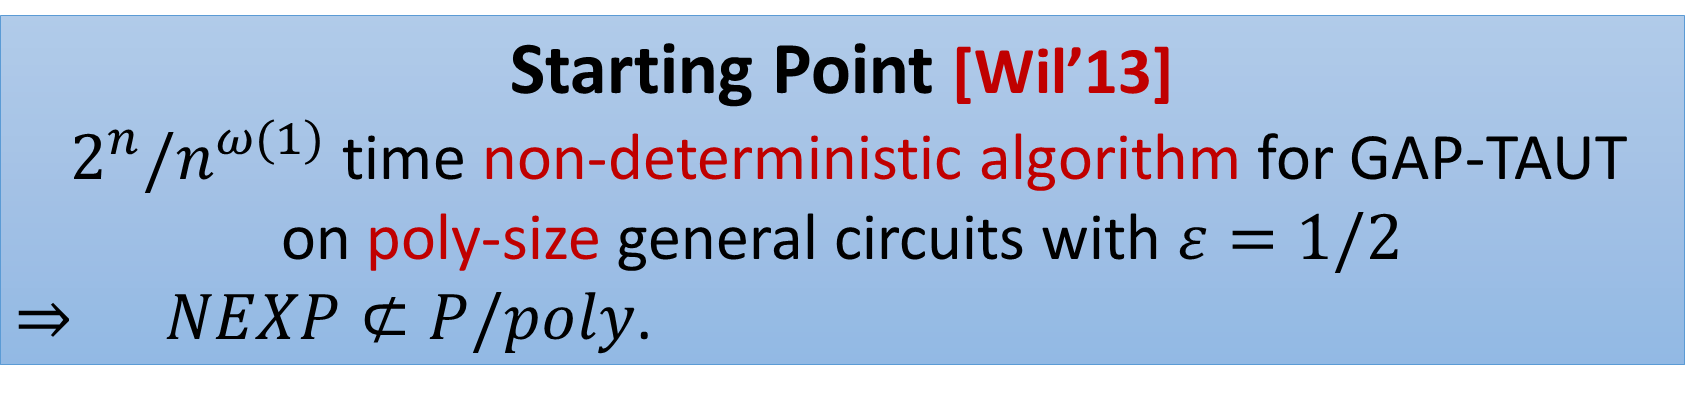 Starting Point [Wil’13]
2^n/n^{ω(1)} time non-deterministic algorithm for GAP-TAUT
on poly-size general circuits with ε = 1/2
⇒ NEXP ⊄ P/poly.